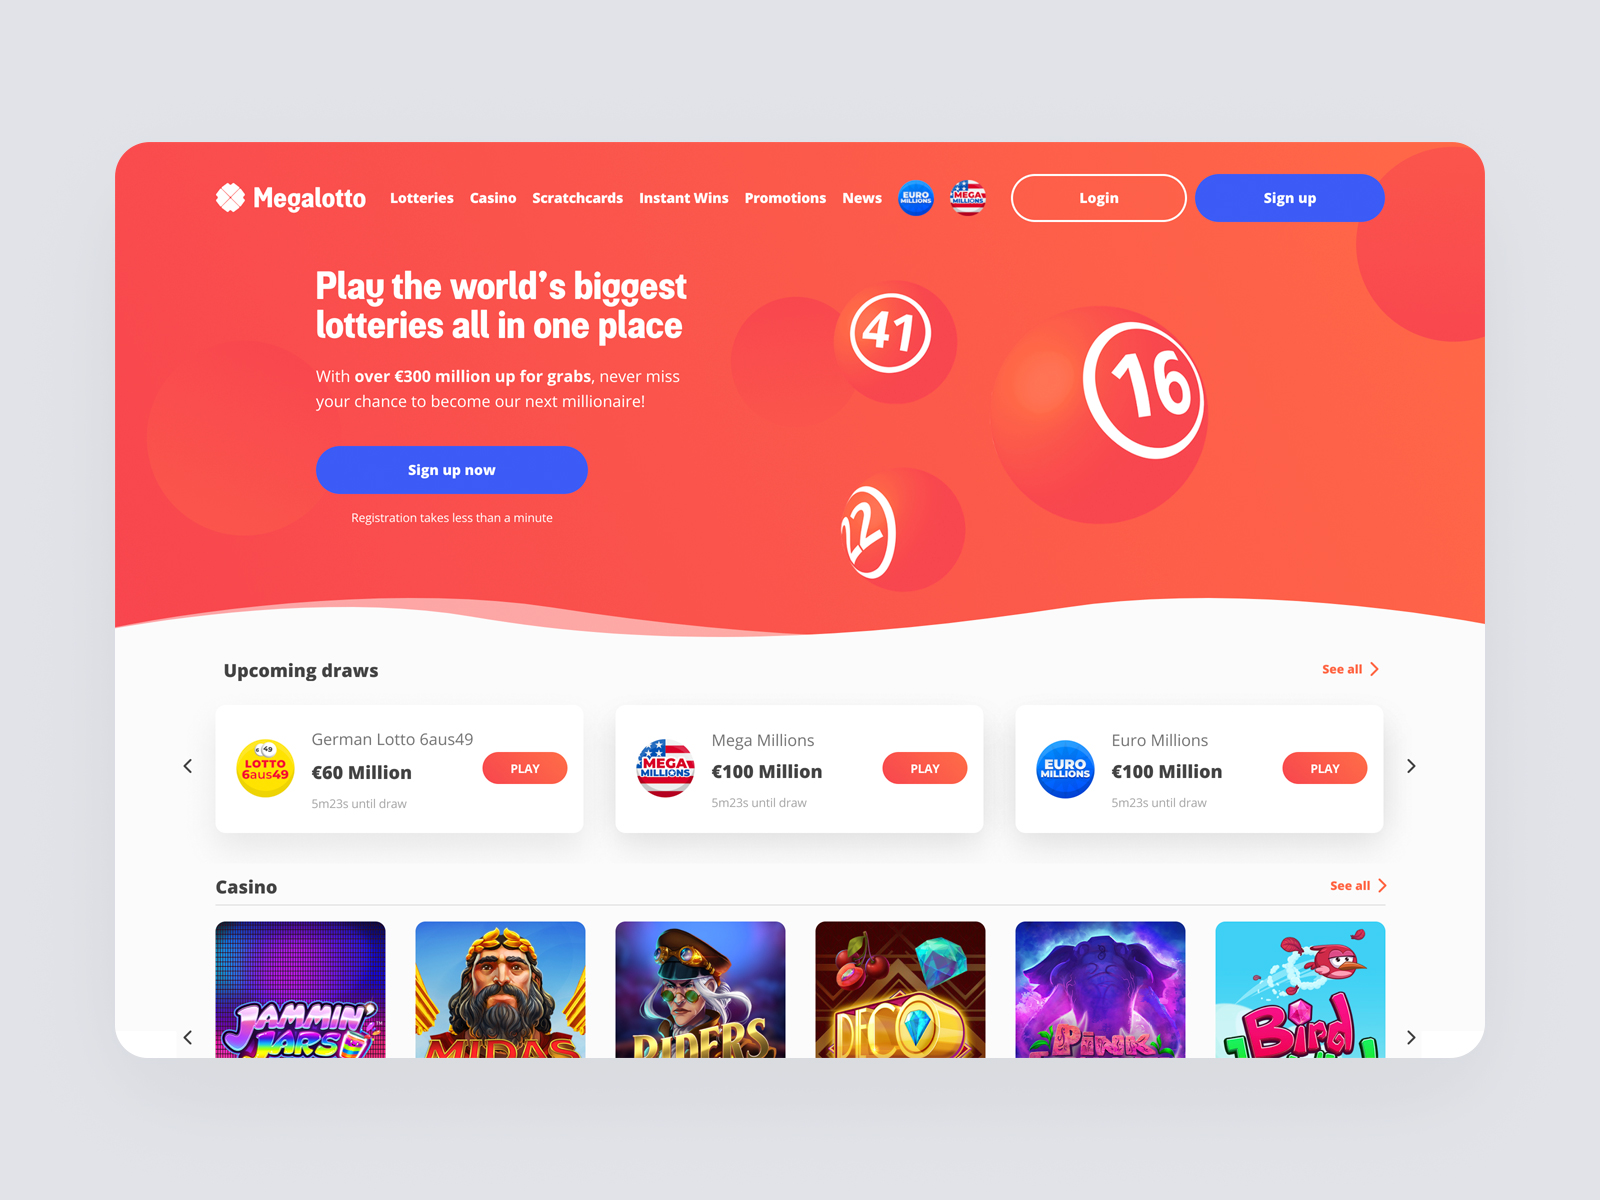 Megalotto Lotteries Casino Scratchcards Instant Wins Promotions News EURO MILLIONS MEGA MILLIONS Login Sign up
Play the world's biggest
lotteries all in one place
With over €300 million up for grabs, never miss
your chance to become our next millionaire!
Sign up now
Registration takes less than a minute
41
16
22
Upcoming draws
See all
49
LOTTO
6aus49
German Lotto 6aus49
€60 Million
5m23s until draw
PLAY
MEGA
MILLIONS
Mega Millions
€100 Million
5m23s until draw
PLAY
EURO
MILLIONS
Euro Millions
€100 Million
5m23s until draw
PLAY
Casino
See all
JAMMIN'
JARS
MIDAS
RIDERS
DECO
PINK
Bird